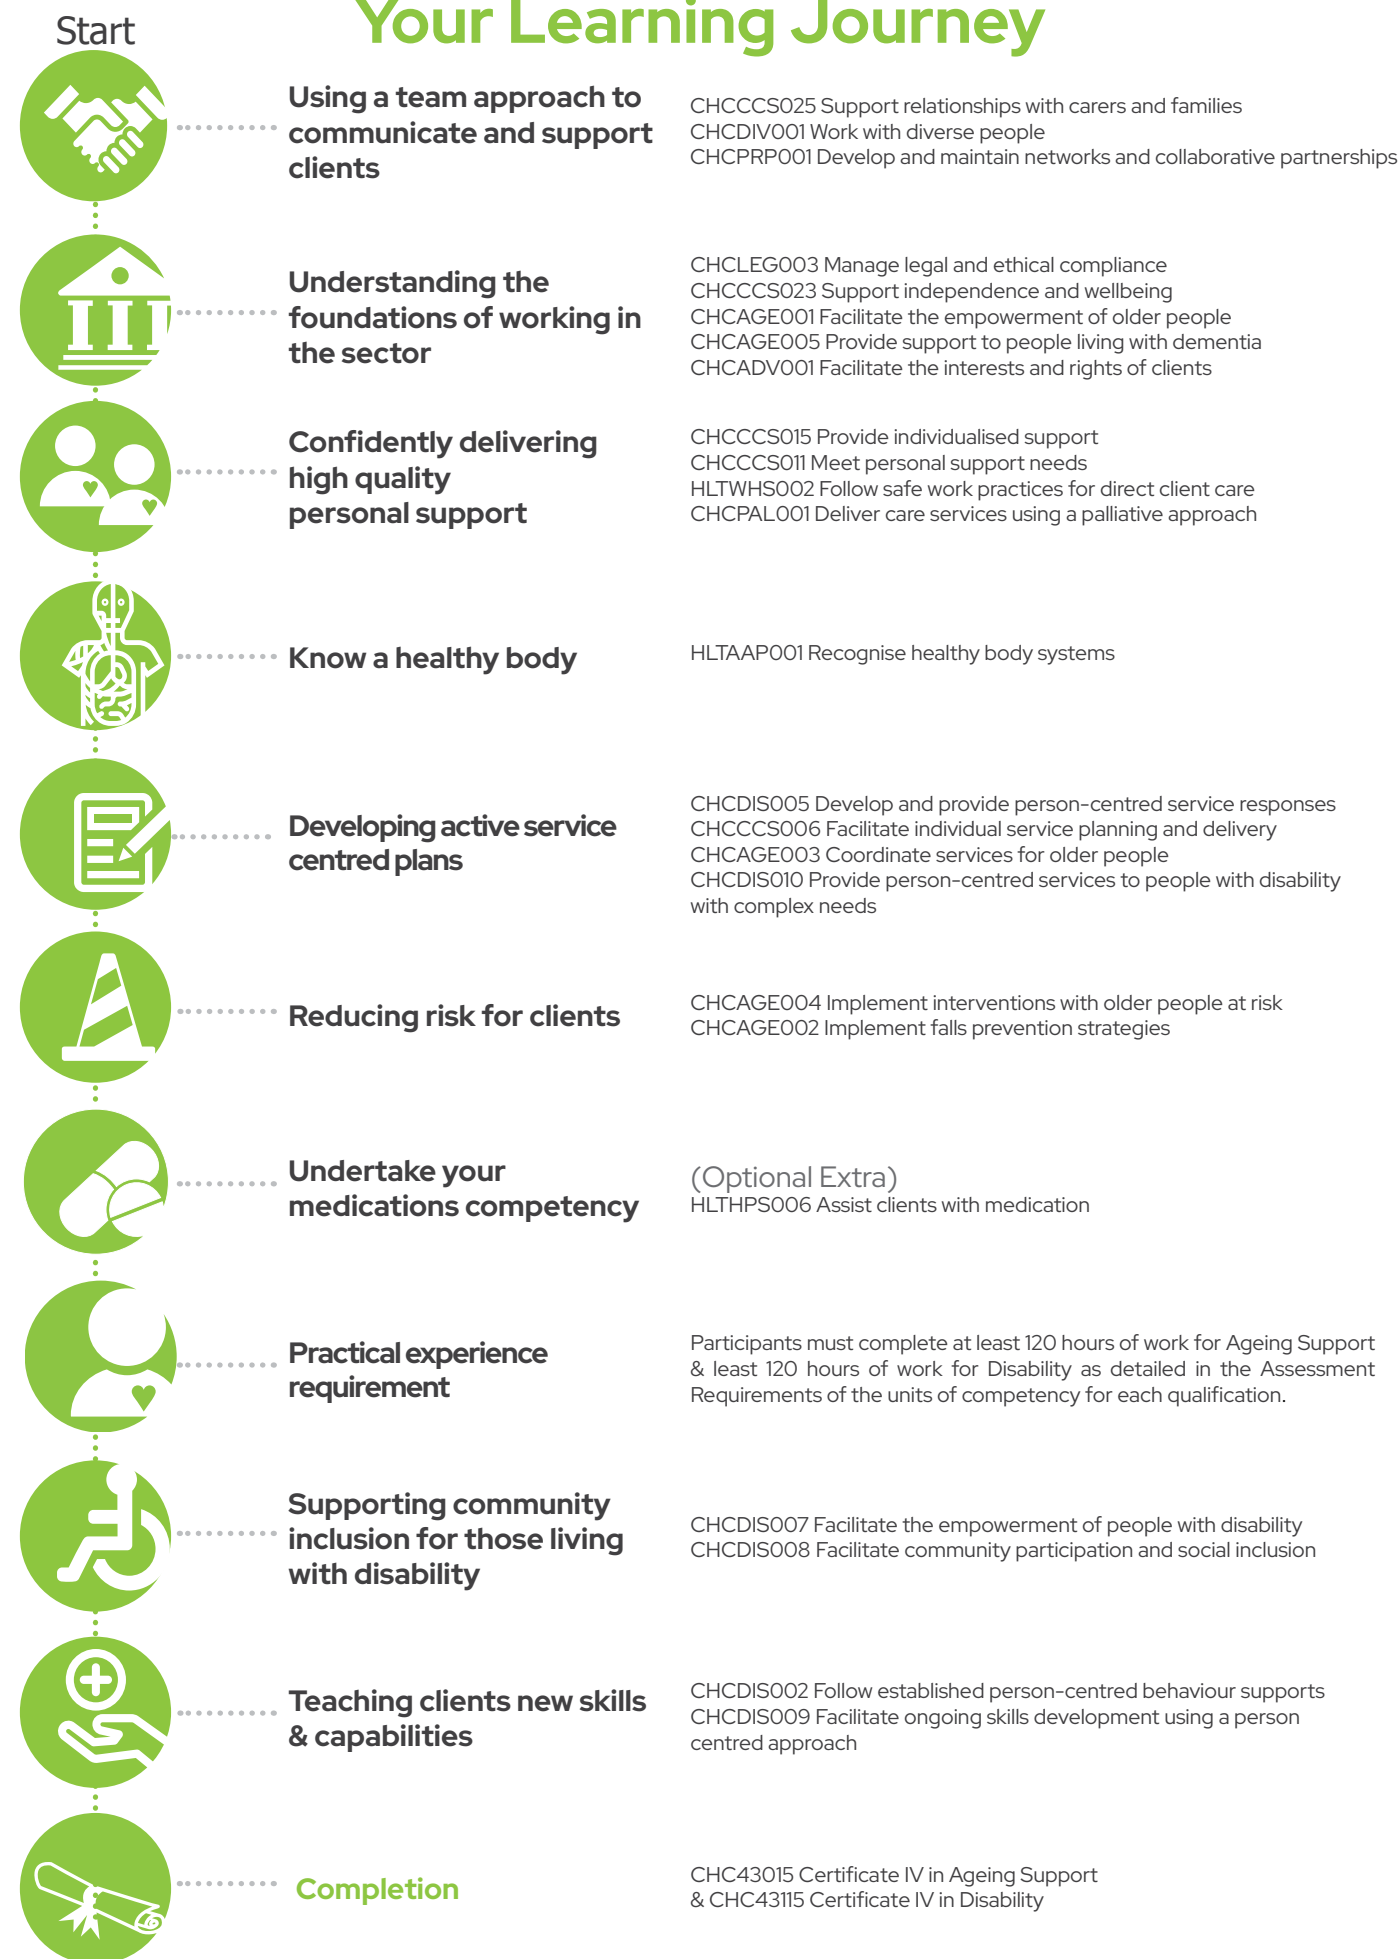 Start
Your Learning Journey
Using a team approach to
communicate and support
clients
CHCCCS025 Support relationships with carers and families
CHCDIV001 Work with diverse people
CHCPRP001 Develop and maintain networks and collaborative partnerships
Understanding the
foundations of working in
the sector
CHCLEG003 Manage legal and ethical compliance
CHCCCS023 Support independence and wellbeing
CHCAGE001 Facilitate the empowerment of older people
CHCAGE005 Provide support to people living with dementia
CHCADV001 Facilitate the interests and rights of clients
Confidently delivering
high quality
personal support
CHCCCS015 Provide individualised support
CHCCCS011 Meet personal support needs
HLTWHS002 Follow safe work practices for direct client care
CHCPAL001 Deliver care services using a palliative approach
Know a healthy body
HLTAAP001 Recognise healthy body systems
Developing active service
centred plans
CHCDIS005 Develop and provide person-centred service responses
CHCCCS006 Facilitate individual service planning and delivery
CHCAGE003 Coordinate services for older people
CHCDIS010 Provide person-centred services to people with disability
with complex needs
Reducing risk for clients
CHCAGE004 Implement interventions with older people at risk
CHCAGE002 Implement falls prevention strategies
Undertake your
medications competency
(Optional Extra)
HLTHPS006 Assist clients with medication
Practical experience
requirement
Participants must complete at least 120 hours of work for Ageing Support
& least 120 hours of work for Disability as detailed in the Assessment
Requirements of the units of competency for each qualification.
Supporting community
inclusion for those living
with disability
CHCDIS007 Facilitate the empowerment of people with disability
CHCDIS008 Facilitate community participation and social inclusion
Teaching clients new skills
& capabilities
CHCDIS002 Follow established person-centred behaviour supports
CHCDIS009 Facilitate ongoing skills development using a person
centred approach
Completion
CHC43015 Certificate IV in Ageing Support
& CHC43115 Certificate IV in Disability